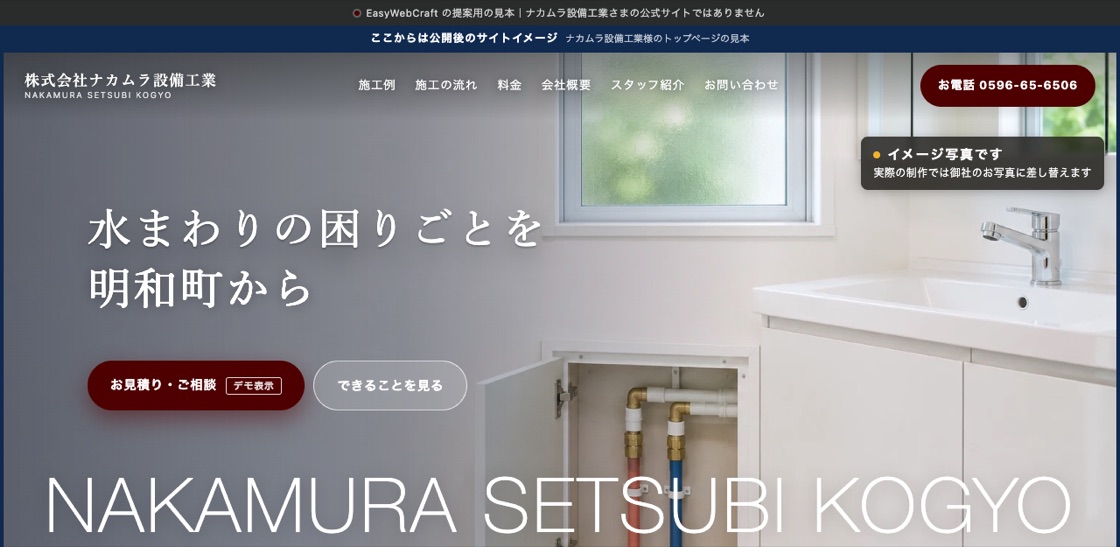 EasyWebCraft の提案用の見本｜ナカムラ設備工業さまの公式サイトではありません
ここからは公開後のサイトイメージ ナカムラ設備工業様のトップページの見本
株式会社ナカムラ設備工業
NAKAMURA SETSUBI KOGYO
施工例 施工の流れ 料金 会社概要 スタッフ紹介 お問い合わせ
お電話 0596-65-6506
イメージ写真です
実際の制作では御社のお写真に差し替えます
水まわりの困りごとを
明和町から
お見積り・ご相談 デモ表示
できることを見る
NAKAMURA SETSUBI KOGYO